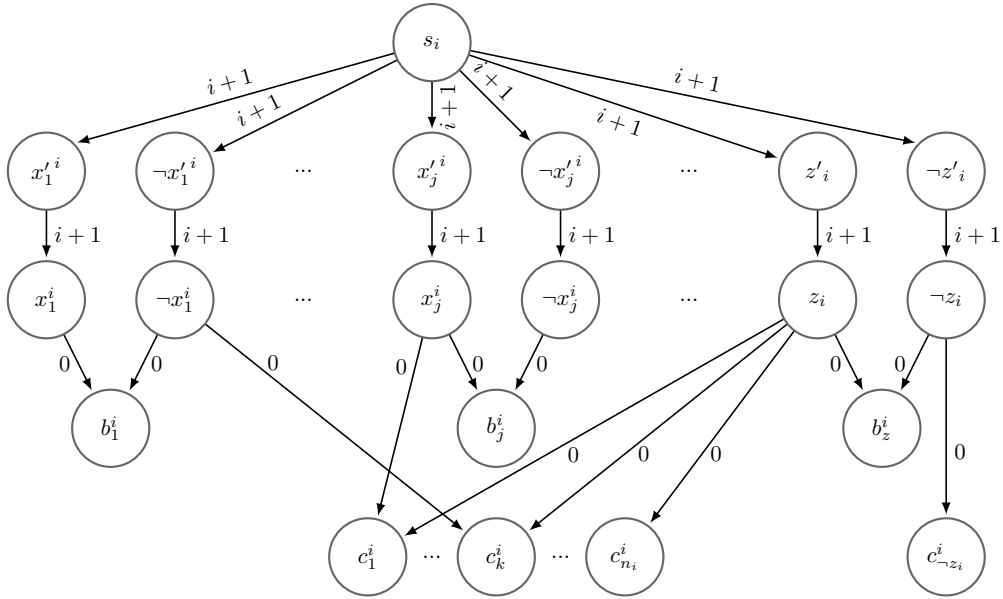 s_i
i + 1 i + 1 i + 1 i + 1 i + 1 i + 1
x'_1^i ¬x'_1^i ... x'_j^i ¬x'_j^i ... z'_i ¬z'_i
i + 1 i + 1 i + 1 i + 1 i + 1 i + 1
x_1^i ¬x_1^i ... x_j^i ¬x_j^i ... z_i ¬z_i
0 0 0 0 0 0 0 0
b_1^i b_j^i b_z^i
0 0 0 0
c_1^i ... c_k^i ... c_{n_i}^i c_{¬z_i}^i